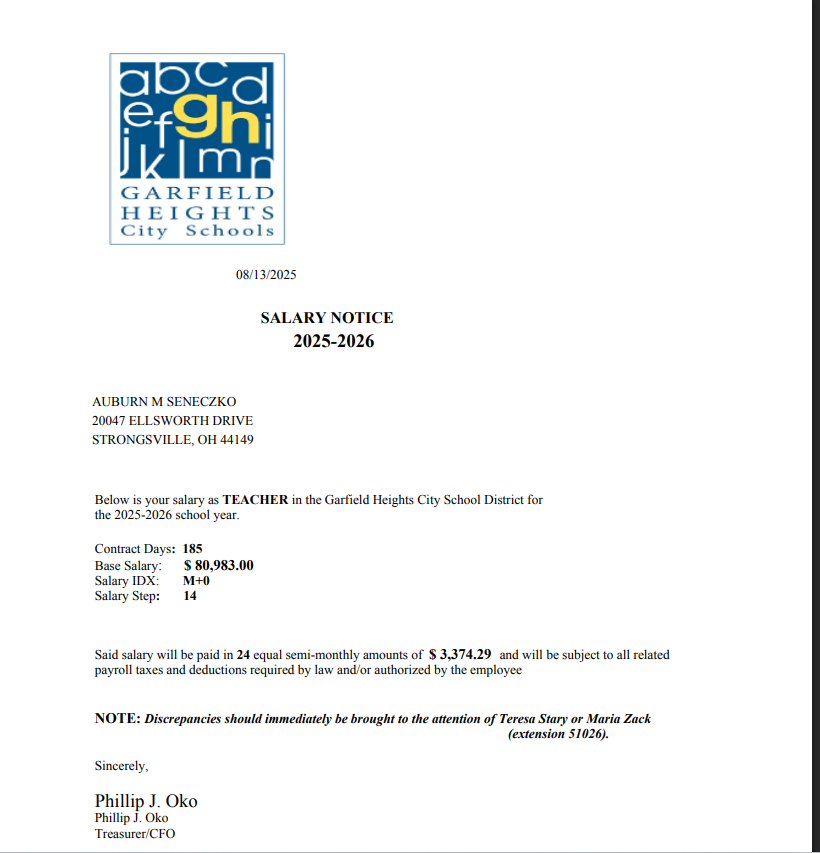 abcd
efghi
jklmn
GARFIELD
HEIGHTS
City Schools
08/13/2025
SALARY NOTICE
2025-2026
AUBURN M SENECZKO
20047 ELLSWORTH DRIVE
STRONGSVILLE, OH 44149
Below is your salary as TEACHER in the Garfield Heights City School District for
the 2025-2026 school year.
Contract Days: 185
Base Salary: $ 80,983.00
Salary IDX: M+0
Salary Step: 14
Said salary will be paid in 24 equal semi-monthly amounts of $ 3,374.29 and will be subject to all related
payroll taxes and deductions required by law and/or authorized by the employee
NOTE: Discrepancies should immediately be brought to the attention of Teresa Stary or Maria Zack
(extension 51026).
Sincerely,
Phillip J. Oko
Phillip J. Oko
Treasurer/CFO